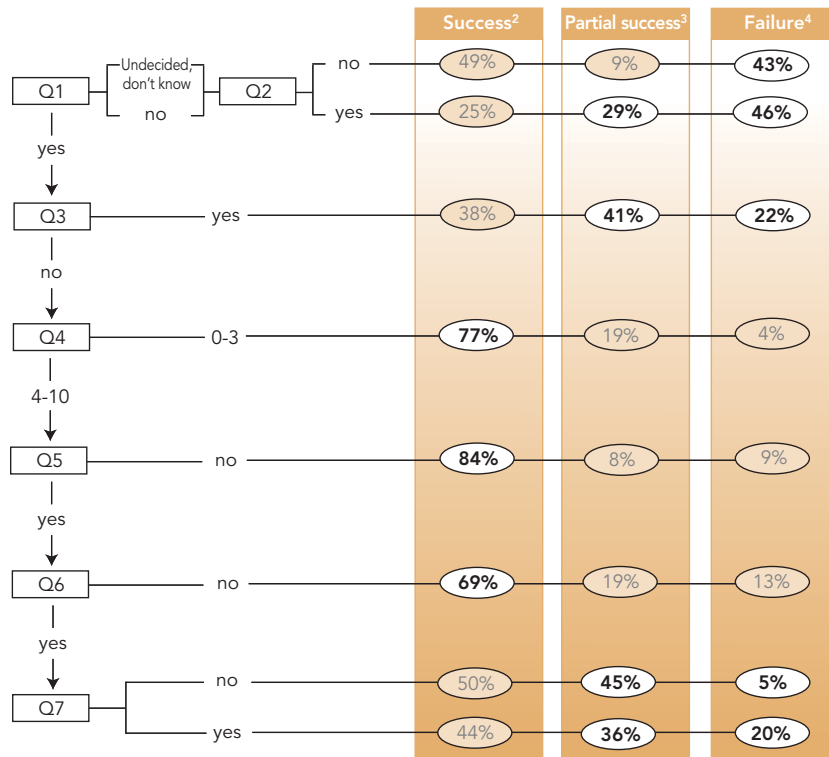 Success² Partial success³ Failure⁴
Undecided,
don't know
no
Q1
Q2
no 49% 9% 43%
yes 25% 29% 46%
yes
Q3 yes 38% 41% 22%
no
Q4 0-3 77% 19% 4%
4-10
Q5 no 84% 8% 9%
yes
Q6 no 69% 19% 13%
yes
Q7
no 50% 45% 5%
yes 44% 36% 20%